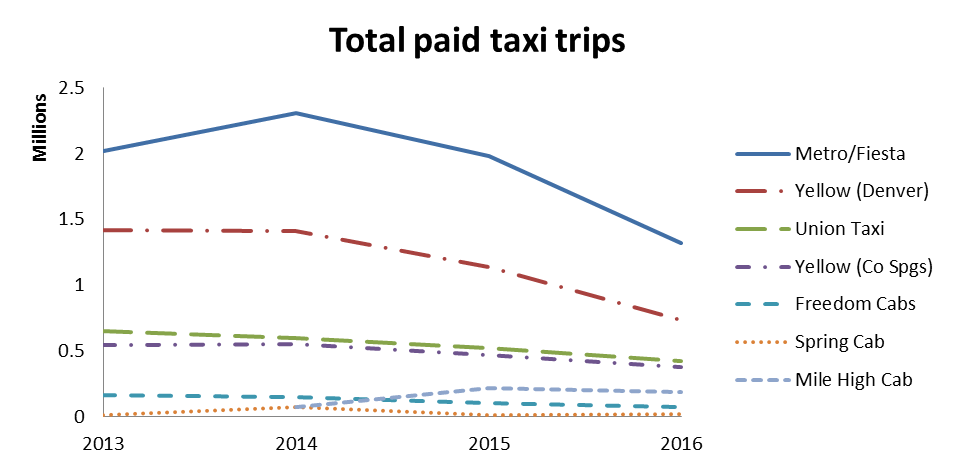 Total paid taxi trips
Millions
2.5
2
1.5
1
0.5
0
2013 2014 2015 2016
Metro/Fiesta
Yellow (Denver)
Union Taxi
Yellow (Co Spgs)
Freedom Cabs
Spring Cab
Mile High Cab